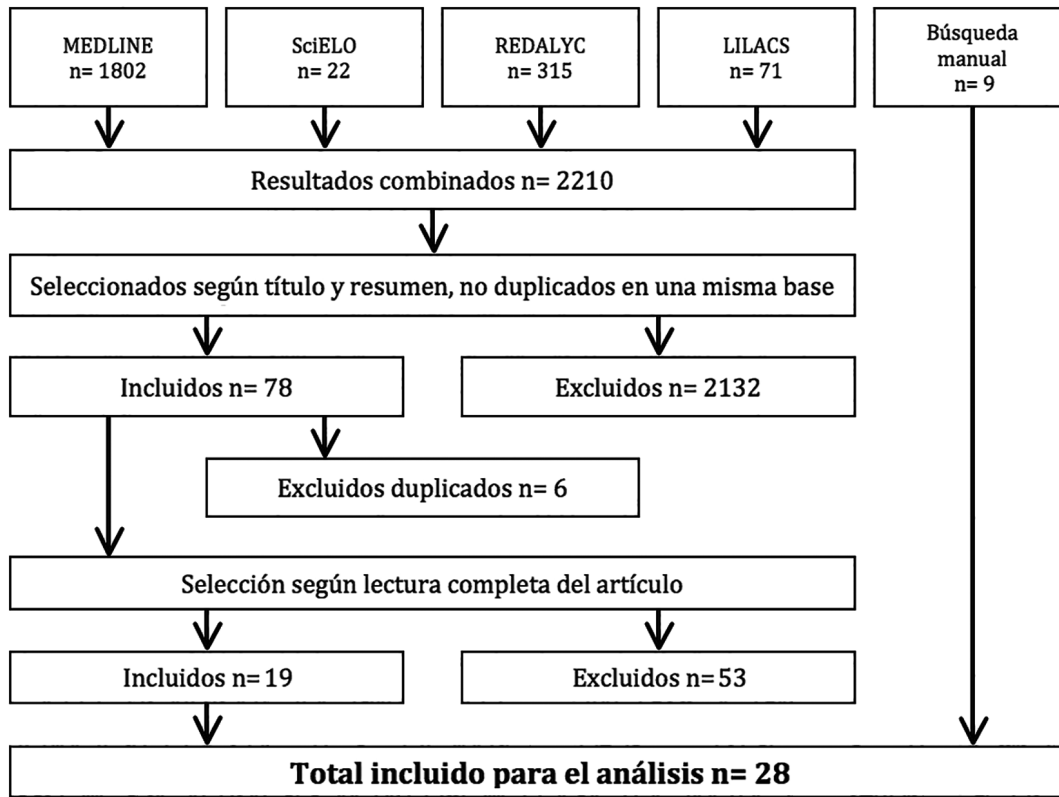 MEDLINE
n= 1802
SciELO
n= 22
REDALYC
n= 315
LILACS
n= 71
Búsqueda
manual
n= 9
Resultados combinados n= 2210
Seleccionados según título y resumen, no duplicados en una misma base
Incluidos n= 78
Excluidos n= 2132
Excluidos duplicados n= 6
Selección según lectura completa del artículo
Incluidos n= 19
Excluidos n= 53
Total incluido para el análisis n= 28